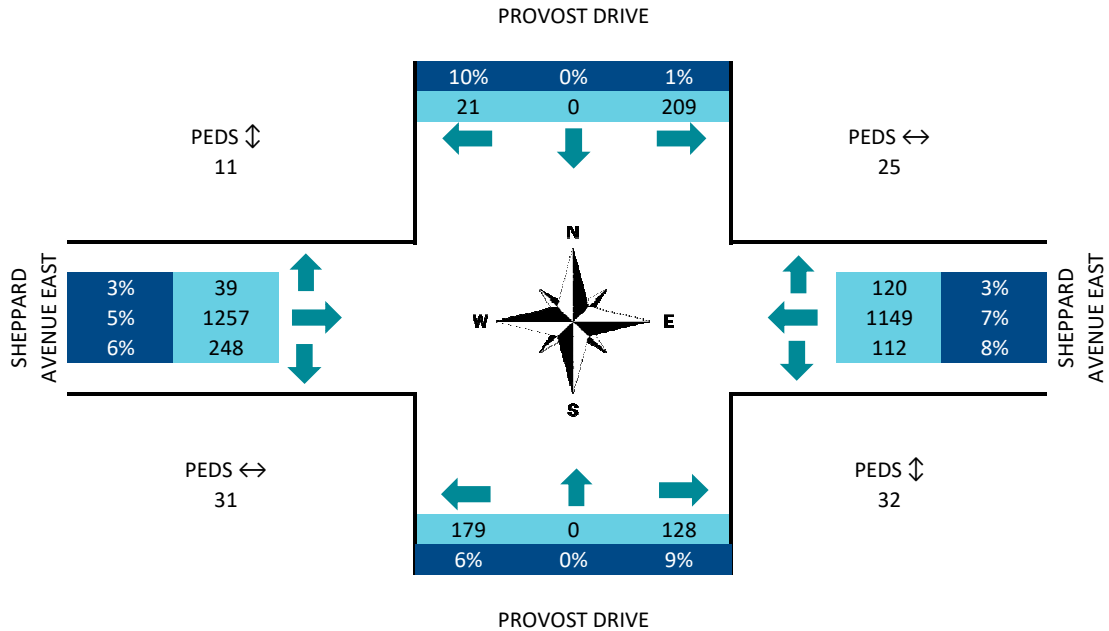 PROVOST DRIVE
10% 0% 1%
21 0 209
PEDS ↕
11
PEDS ↔
25
N
W E
S
SHEPPARD
AVENUE EAST
3% 39
5% 1257
6% 248
120 3%
1149 7%
112 8%
SHEPPARD
AVENUE EAST
PEDS ↔
31
PEDS ↕
32
179 0 128
6% 0% 9%
PROVOST DRIVE